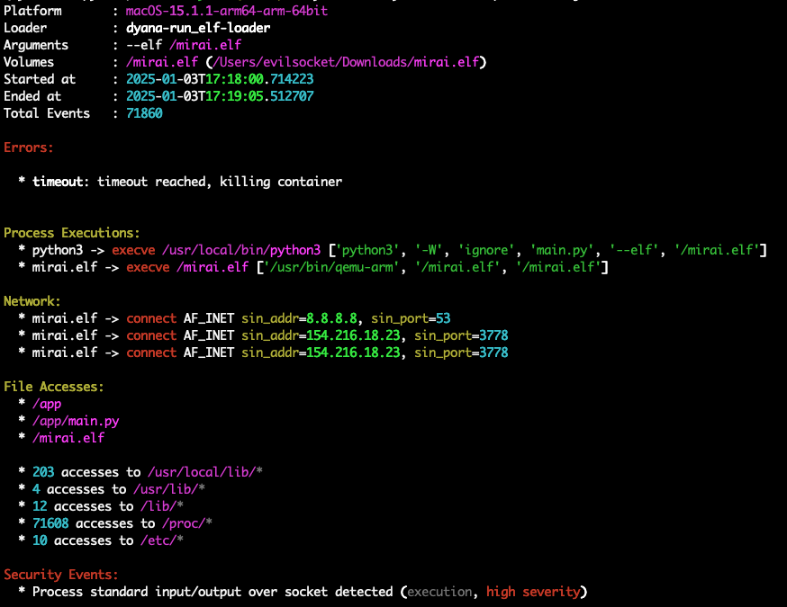 Platform : macOS-15.1.1-arm64-arm-64bit
Loader : dyana-run_elf-loader
Arguments : --elf /mirai.elf
Volumes : /mirai.elf (/Users/evilsocket/Downloads/mirai.elf)
Started at : 2025-01-03T17:18:00.714223
Ended at : 2025-01-03T17:19:05.512707
Total Events : 71860
Errors:
* timeout: timeout reached, killing container
Process Executions:
* python3 -> execve /usr/local/bin/python3 ['python3', '-W', 'ignore', 'main.py', '--elf', '/mirai.elf']
* mirai.elf -> execve /mirai.elf ['/usr/bin/qemu-arm', '/mirai.elf', '/mirai.elf']
Network:
* mirai.elf -> connect AF_INET sin_addr=8.8.8.8, sin_port=53
* mirai.elf -> connect AF_INET sin_addr=154.216.18.23, sin_port=3778
* mirai.elf -> connect AF_INET sin_addr=154.216.18.23, sin_port=3778
File Accesses:
* /app
* /app/main.py
* /mirai.elf
* 203 accesses to /usr/local/lib/*
* 4 accesses to /usr/lib/*
* 12 accesses to /lib/*
* 71608 accesses to /proc/*
* 10 accesses to /etc/*
Security Events:
* Process standard input/output over socket detected (execution, high severity)